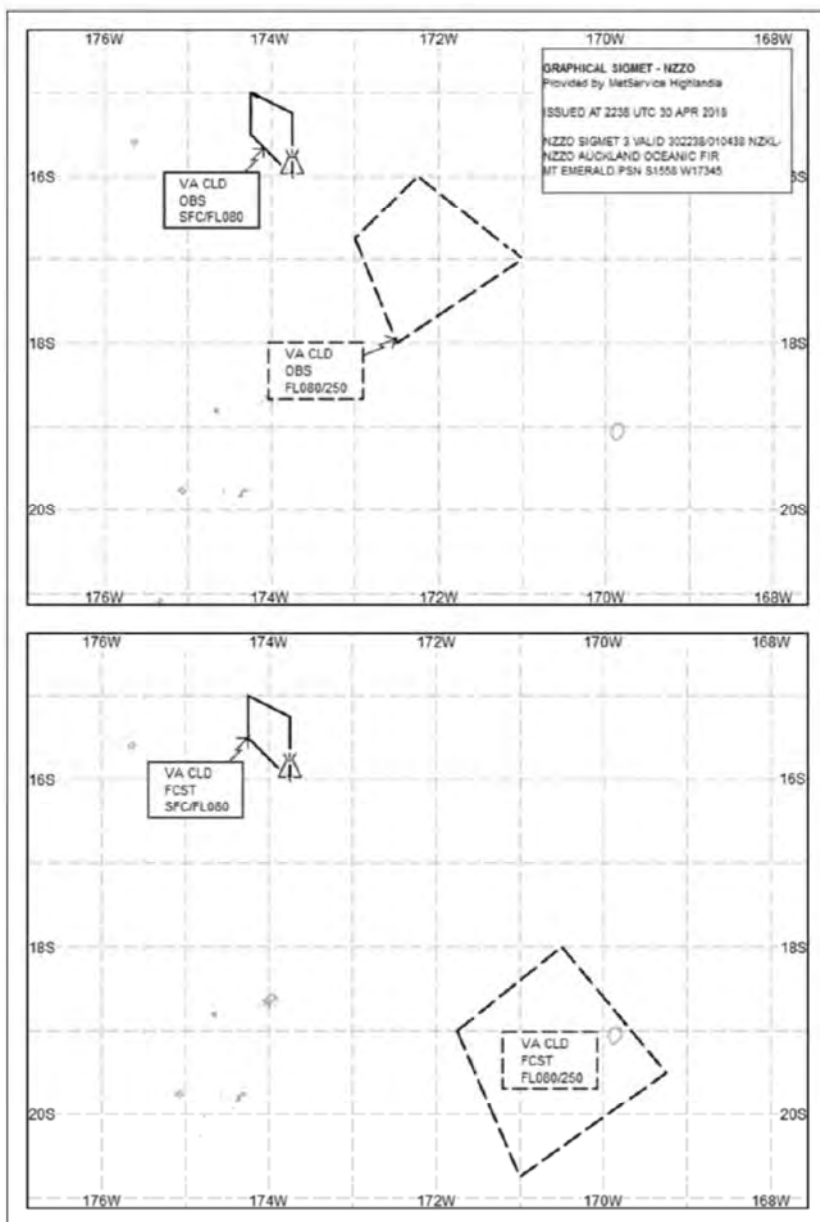 176W 174W 172W 170W 168W
GRAPHICAL SIGMET - NZZO
Provided by MetService Highlandia
ISSUED AT 2238 UTC 30 APR 2018
NZZO SIGMET 3 VALID 302238/010438 NZKL-
NZZO AUCKLAND OCEANIC FIR
MT EMERALD PSN S1558 W17345
16S 16S
VA CLD
OBS
SFC/FL080
18S 18S
VA CLD
OBS
FL080/250
20S 20S
176W 174W 172W 170W 168W
176W 174W 172W 170W 168W
VA CLD
FCST
SFC/FL080
16S 16S
18S 18S
VA CLD
FCST
FL080/250
20S 20S
176W 174W 172W 170W 168W